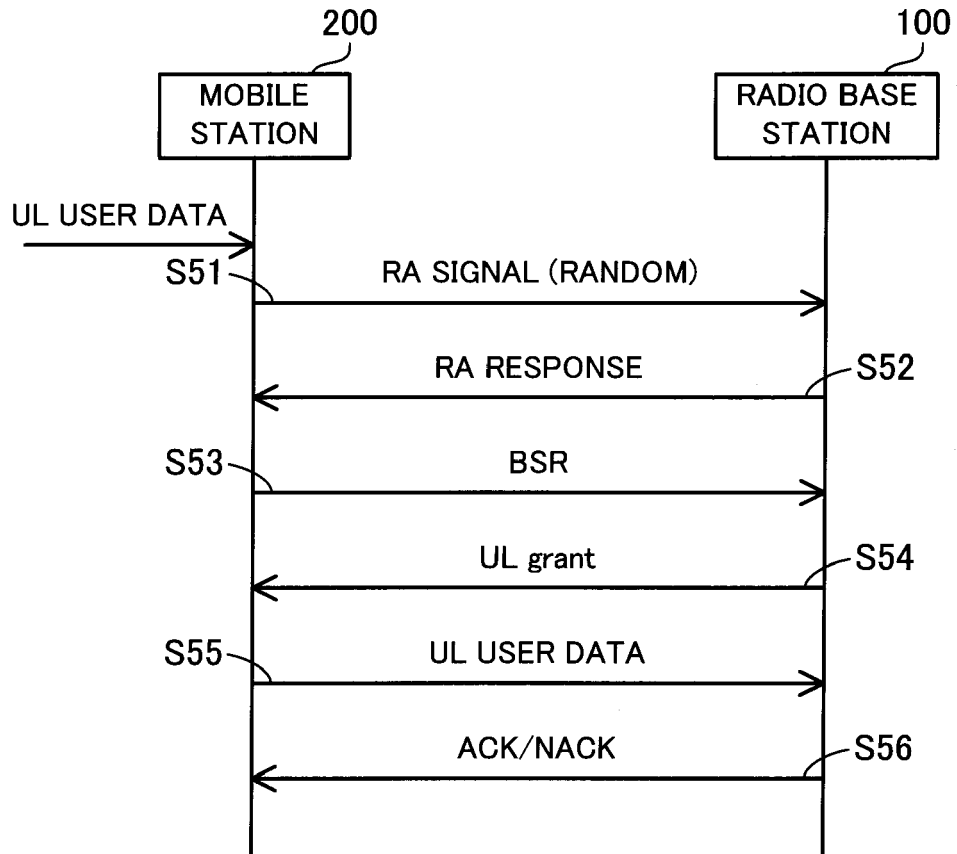 200
100
MOBILE
STATION
RADIO BASE
STATION
UL USER DATA
S51
RA SIGNAL (RANDOM)
RA RESPONSE
S52
S53
BSR
UL grant
S54
S55
UL USER DATA
ACK/NACK
S56